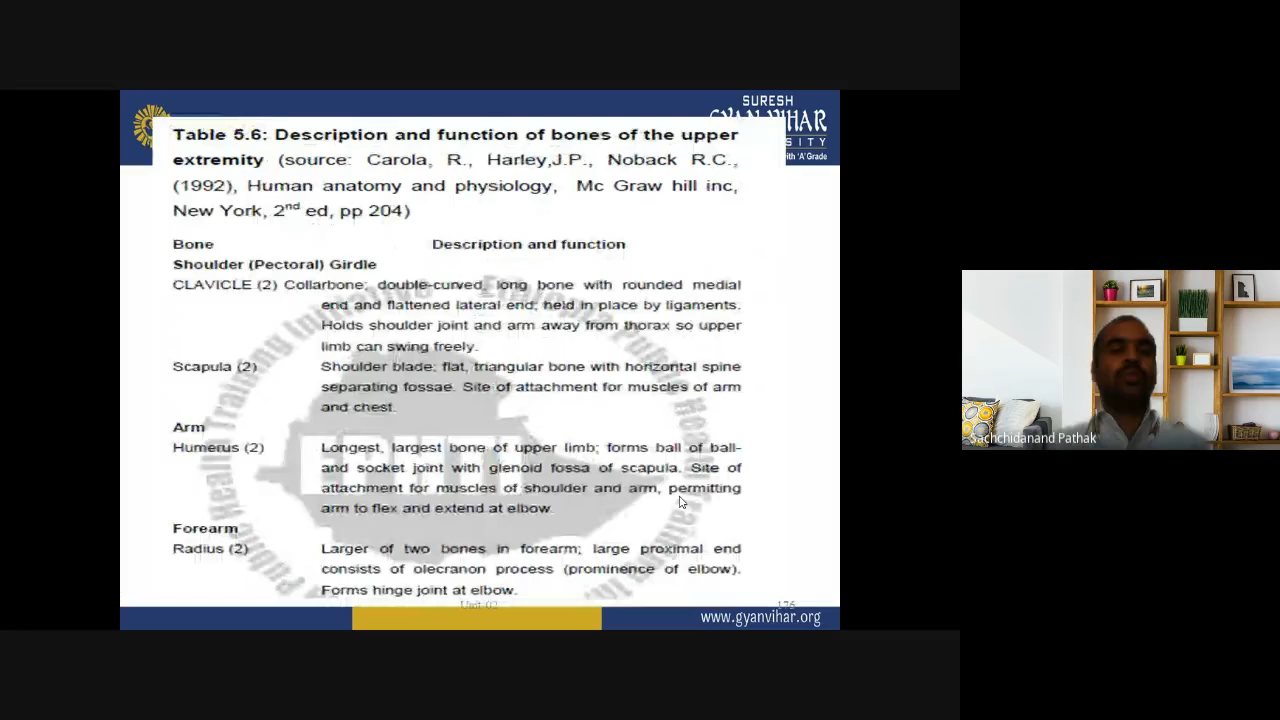 SURESH
GYAN VIHAR
SITY
with 'A' Grade
Table 5.6: Description and function of bones of the upper
extremity (source: Carola, R., Harley,J.P., Noback R.C.,
(1992), Human anatomy and physiology, Mc Graw hill inc,
New York, 2nd ed, pp 204)
Bone Description and function
Shoulder (Pectoral) Girdle
CLAVICLE (2) Collarbone; double-curved, long bone with rounded medial
end and flattened lateral end; held in place by ligaments.
Holds shoulder joint and arm away from thorax so upper
limb can swing freely.
Scapula (2) Shoulder blade; flat, triangular bone with horizontal spine
separating fossae. Site of attachment for muscles of arm
and chest.
Arm
Humerus (2) Longest, largest bone of upper limb; forms ball of ball-
and socket joint with glenoid fossa of scapula. Site of
attachment for muscles of shoulder and arm, permitting
arm to flex and extend at elbow.
Forearm
Radius (2) Larger of two bones in forearm; large proximal end
consists of olecranon process (prominence of elbow).
Forms hinge joint at elbow.
Unit-02 176
www.gyanvihar.org
Sachchidanand Pathak